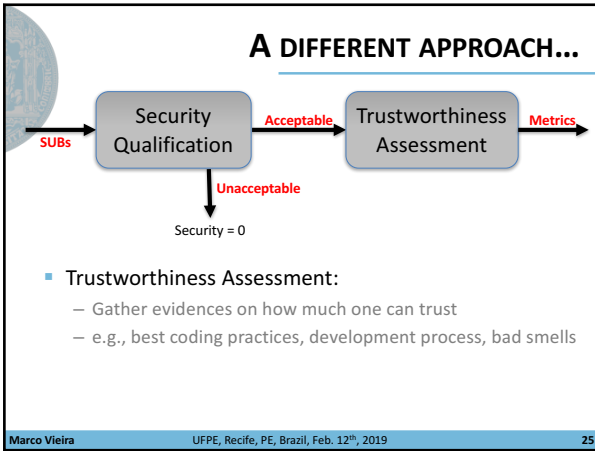 A DIFFERENT APPROACH...
SUBs
Security
Qualification
Acceptable
Trustworthiness
Assessment
Metrics
Unacceptable
Security = 0
▪ Trustworthiness Assessment:
– Gather evidences on how much one can trust
– e.g., best coding practices, development process, bad smells
Marco Vieira UFPE, Recife, PE, Brazil, Feb. 12th, 2019 25